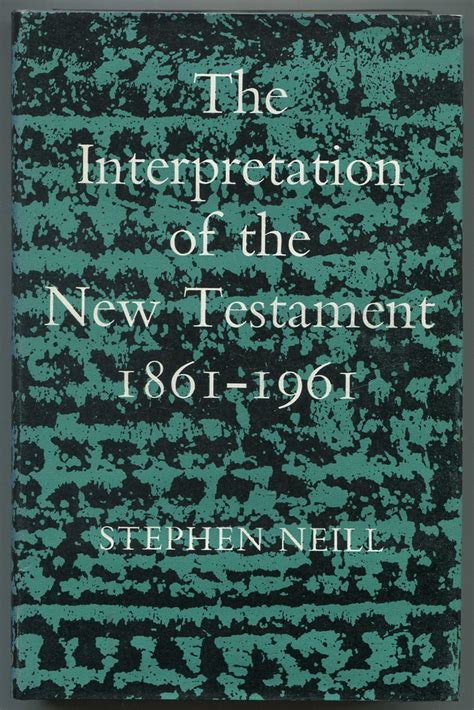 The
Interpretation
of the
New Testament
1861–1961
STEPHEN NEILL